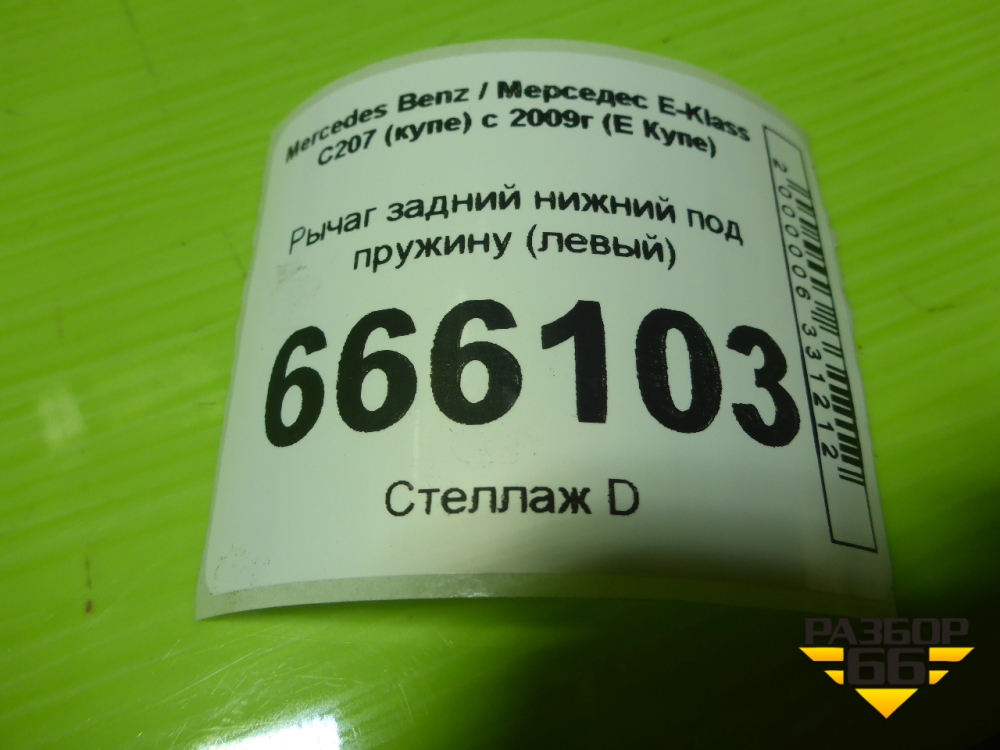 Mercedes Benz / Мерседес E-Klass
C207 (купе) с 2009г (Е Купе)
Рычаг задний нижний под
пружину (левый)
666103
Стеллаж D
2000006331212
РАЗБОР
66